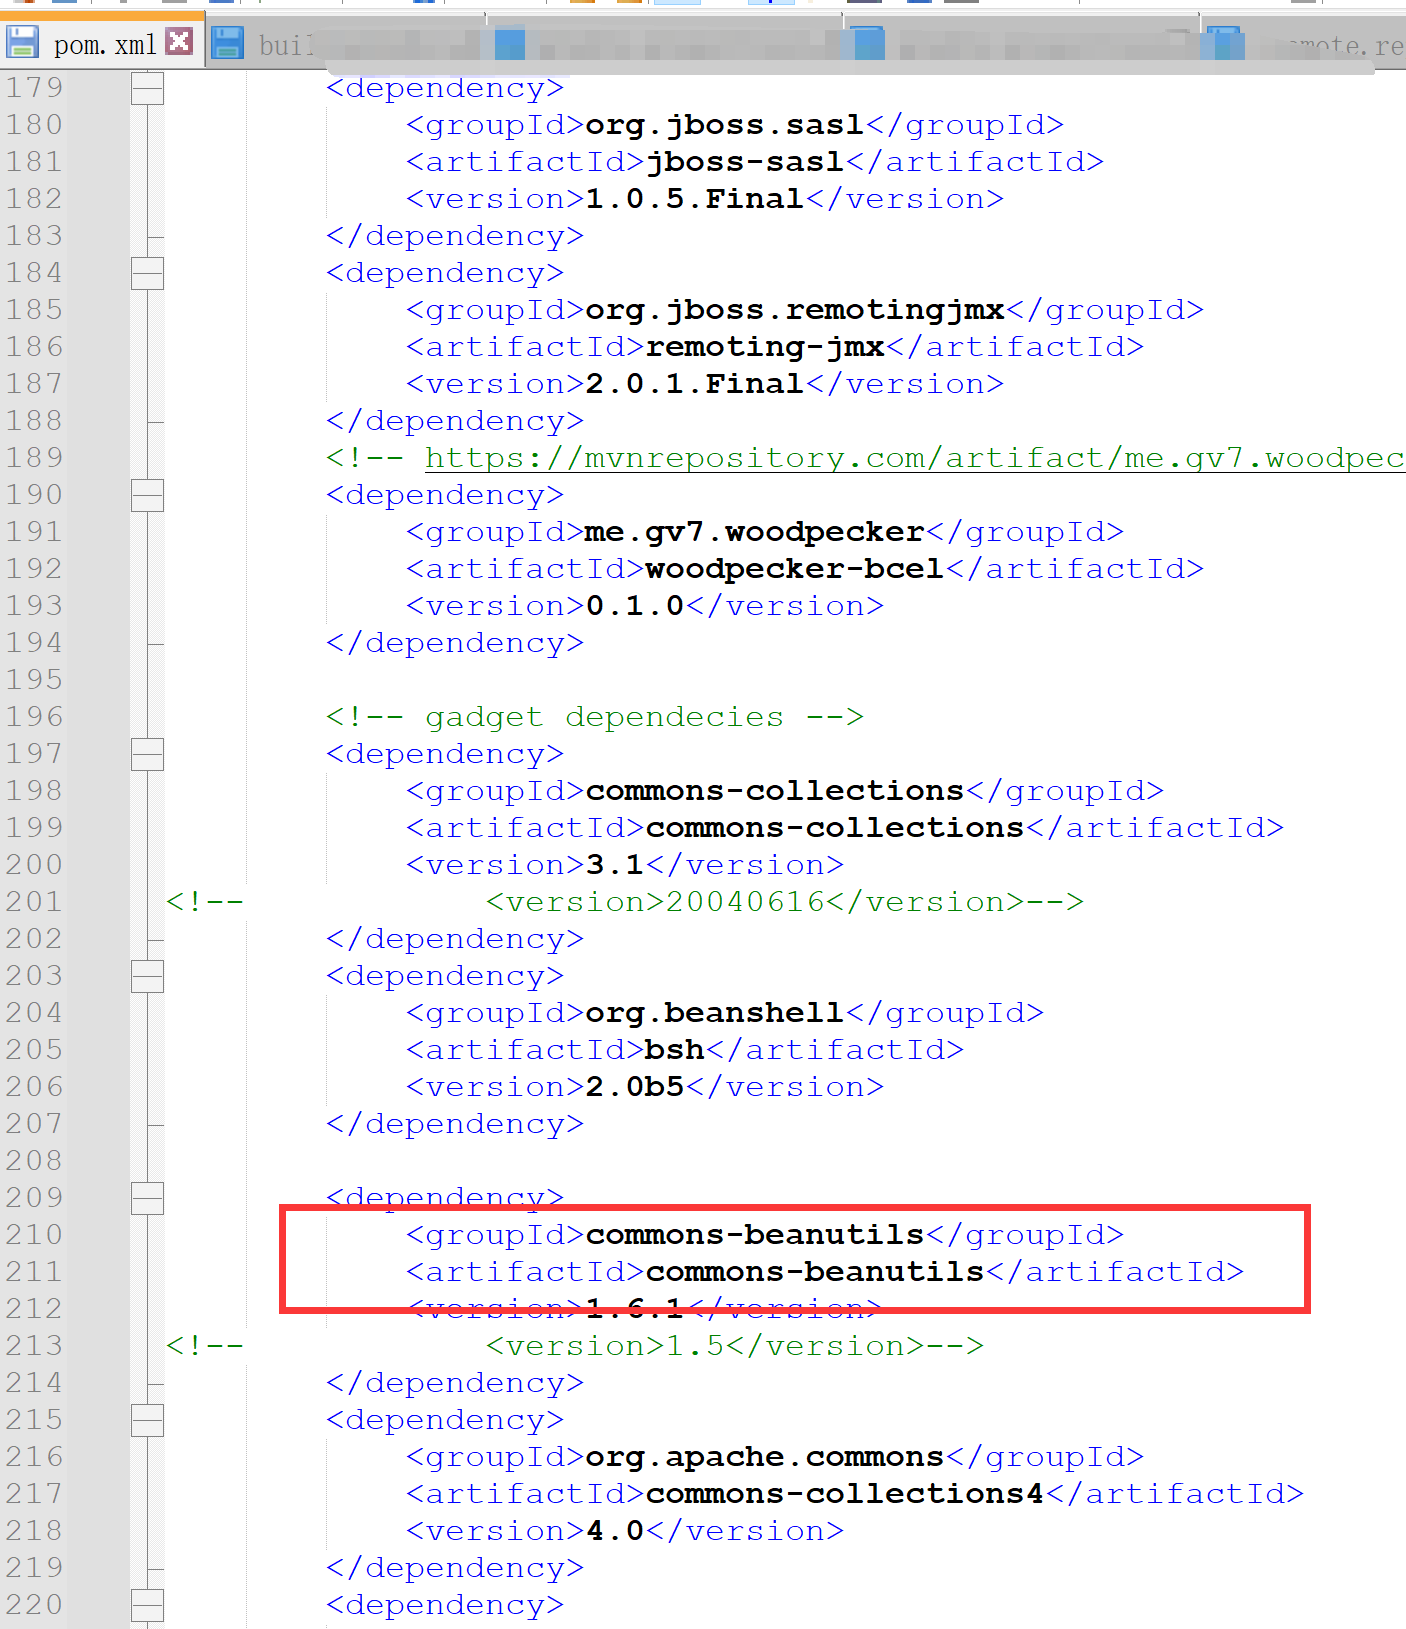 pom.xml
179 <dependency>
180 <groupId>org.jboss.sasl</groupId>
181 <artifactId>jboss-sasl</artifactId>
182 <version>1.0.5.Final</version>
183 </dependency>
184 <dependency>
185 <groupId>org.jboss.remotingjmx</groupId>
186 <artifactId>remoting-jmx</artifactId>
187 <version>2.0.1.Final</version>
188 </dependency>
189 <!-- https://mvnrepository.com/artifact/me.gv7.woodpec
190 <dependency>
191 <groupId>me.gv7.woodpecker</groupId>
192 <artifactId>woodpecker-bcel</artifactId>
193 <version>0.1.0</version>
194 </dependency>
195
196 <!-- gadget dependecies -->
197 <dependency>
198 <groupId>commons-collections</groupId>
199 <artifactId>commons-collections</artifactId>
200 <version>3.1</version>
201 <!-- <version>20040616</version>-->
202 </dependency>
203 <dependency>
204 <groupId>org.beanshell</groupId>
205 <artifactId>bsh</artifactId>
206 <version>2.0b5</version>
207 </dependency>
208
209 <dependency>
210 <groupId>commons-beanutils</groupId>
211 <artifactId>commons-beanutils</artifactId>
212 <version>1.6.1</version>
213 <!-- <version>1.5</version>-->
214 </dependency>
215 <dependency>
216 <groupId>org.apache.commons</groupId>
217 <artifactId>commons-collections4</artifactId>
218 <version>4.0</version>
219 </dependency>
220 <dependency>